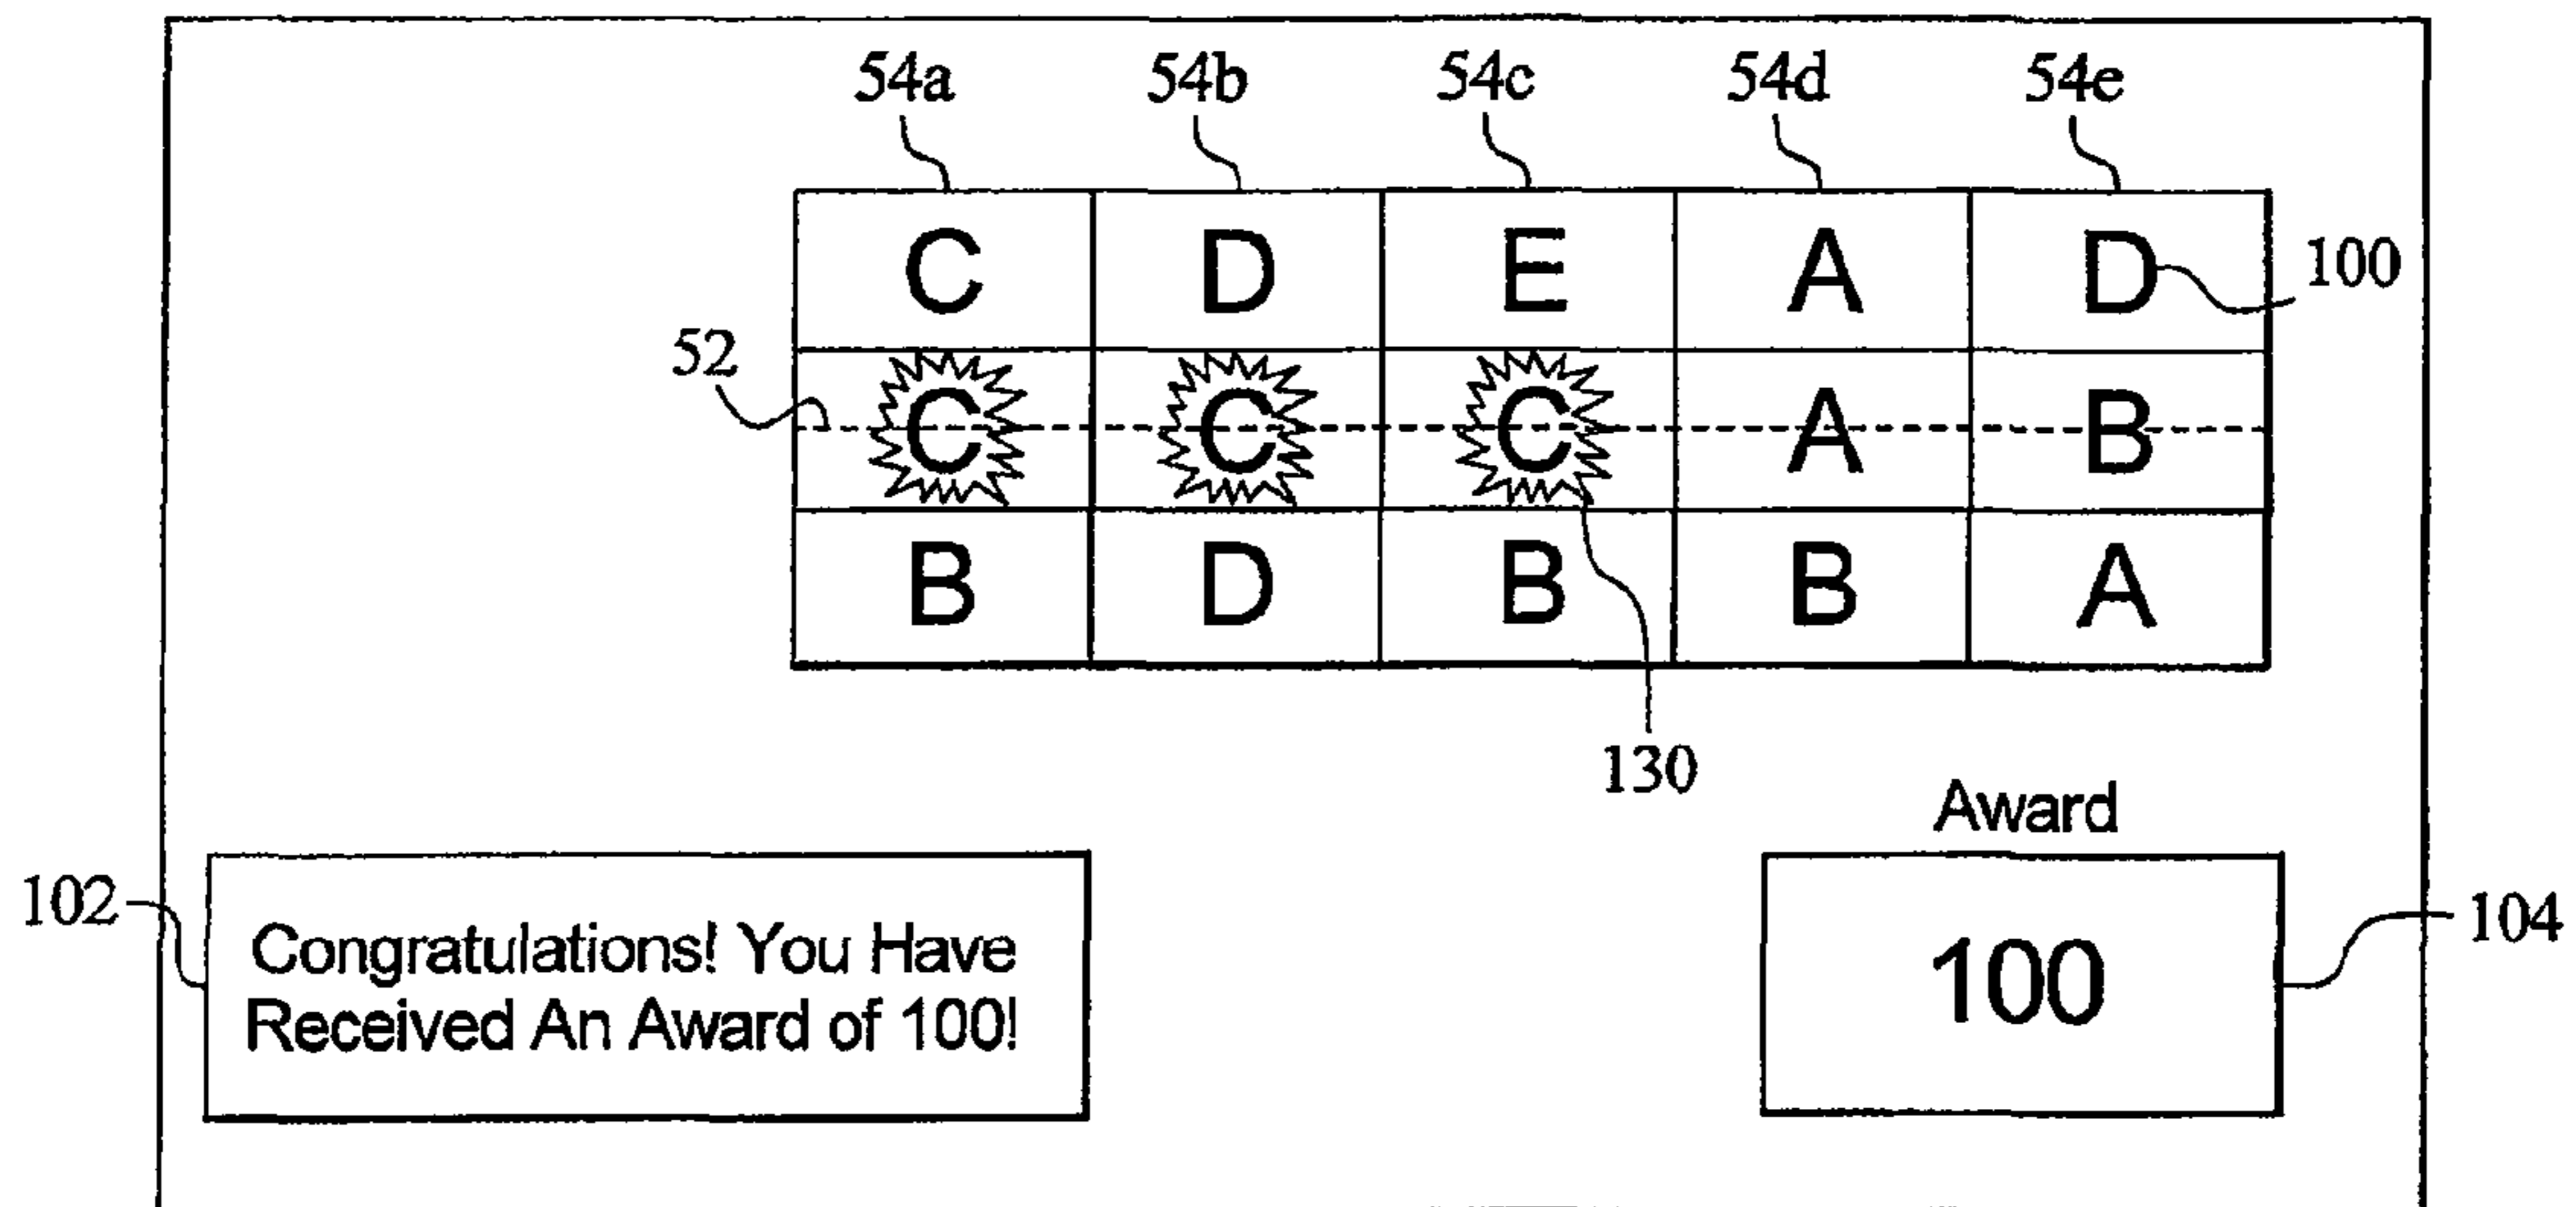 54a 54b 54c 54d 54e
C D E A D 100
52
C C C A B
B D B B A
130
Award
102
Congratulations! You Have
Received An Award of 100!
100
104